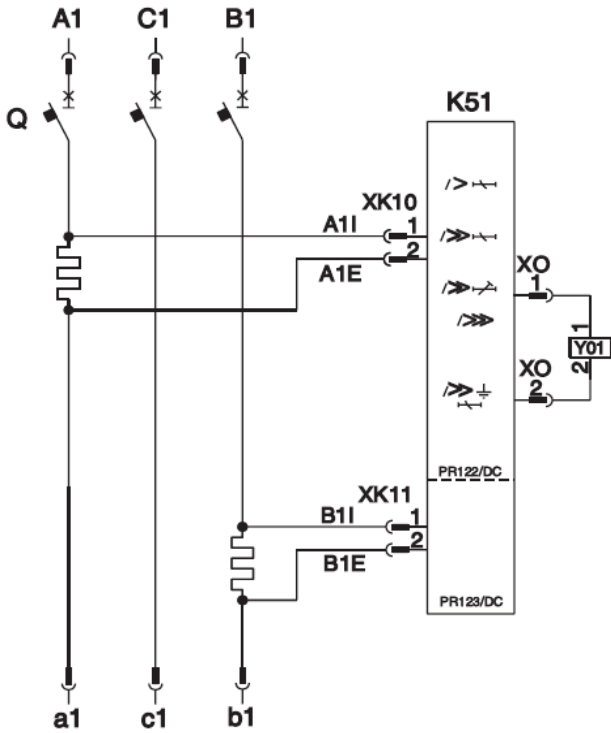 A1 C1 B1
Q
K51
XK10
A1I 1
2
A1E
XO
1
1
Y01
2
XO
2
PR122/DC
XK11
B1I 1
2
B1E
PR123/DC
a1 c1 b1